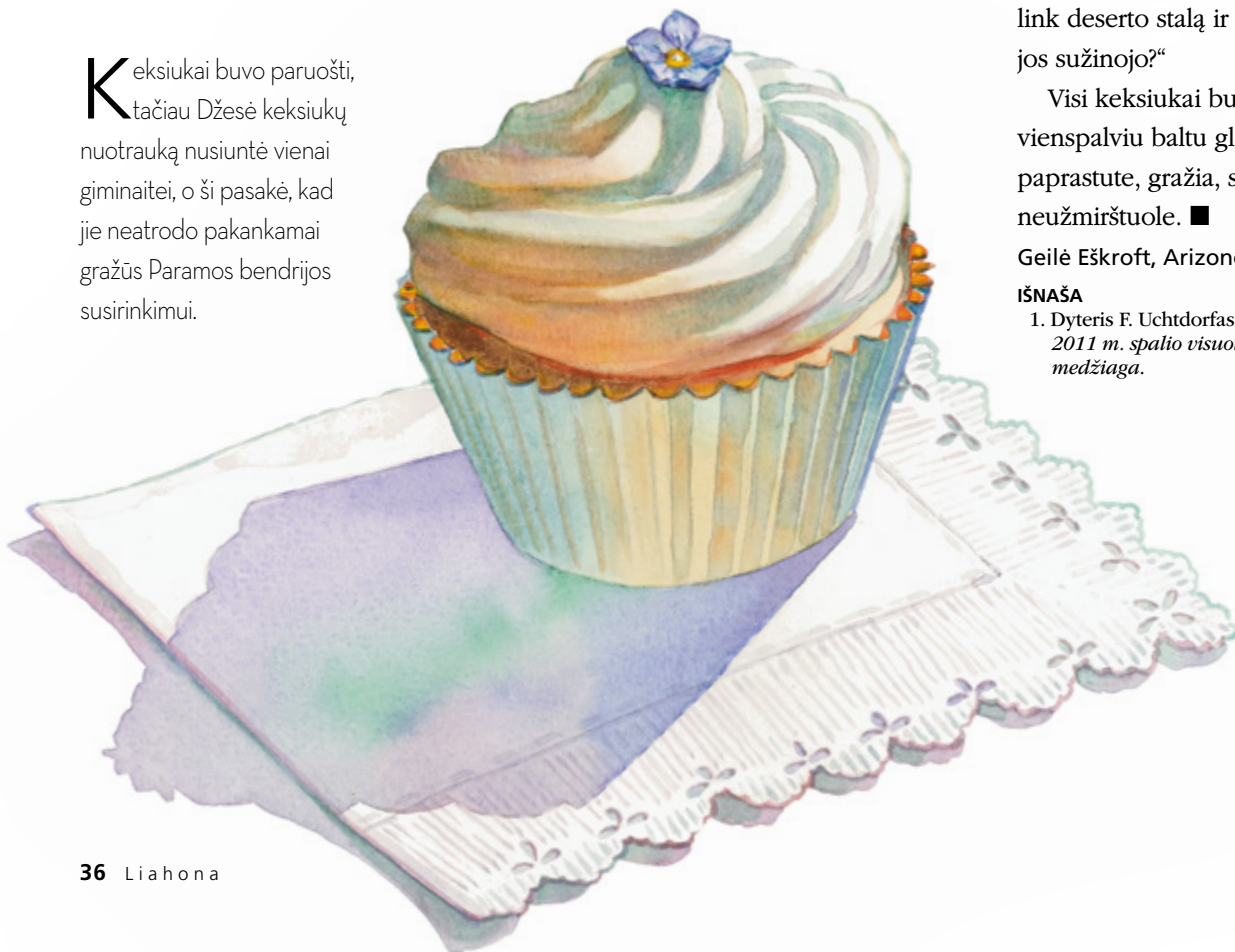 Keksiukai buvo paruošti,
tačiau Džesė keksiukų
nuotrauką nusiuntė vienai
giminaitei, o ši pasakė, kad
jie neatrodo pakankamai
gražūs Paramos bendrijos
susirinkimui.
link deserto stalą ir
jos sužinojo?“
Visi keksiukai bu
vienspalviu baltu gl
paprastute, gražia, s
neužmirštuole. ■
Geilė Eškroft, Arizon
IŠNAŠA
1. Dyteris F. Uchtdorfas
2011 m. spalio visuo
medžiaga.
36 Liahona